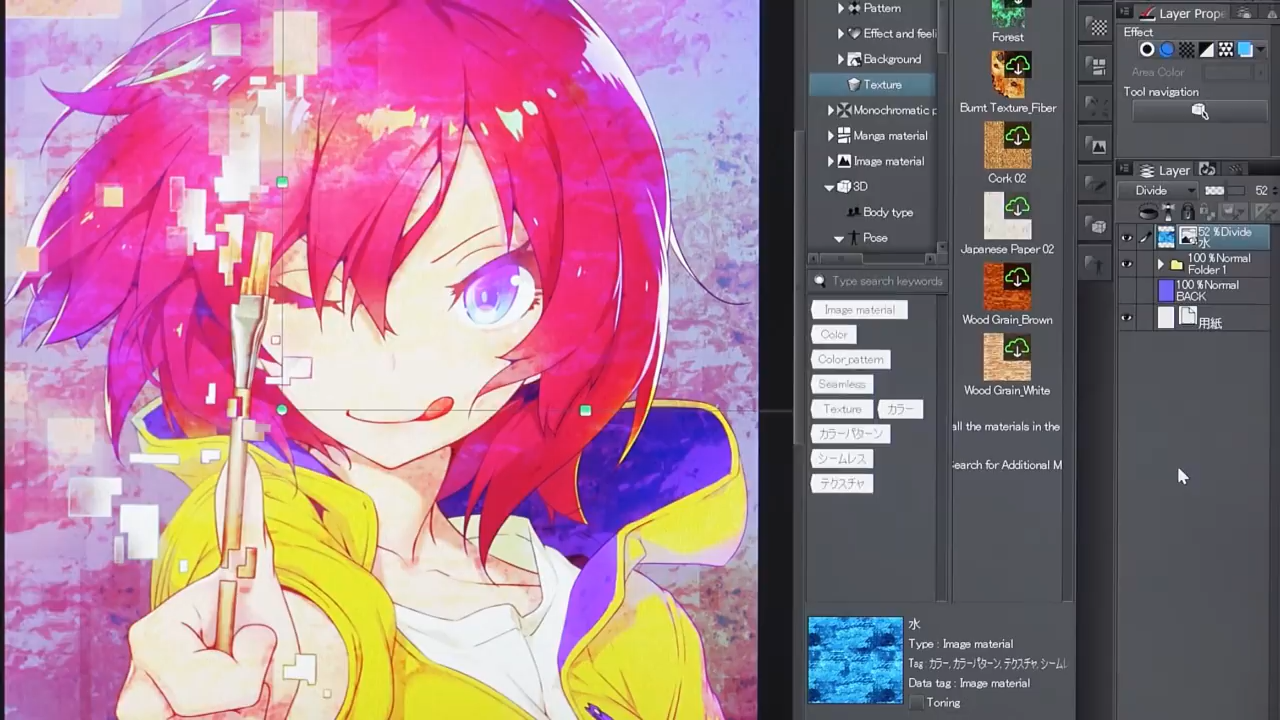 Pattern
Effect and feeli
Background
Texture
Monochromatic p
Manga material
Image material
3D
Body type
Pose
Type search keywords
Image material
Color
Color_pattern
Seamless
Texture
カラー
カラーパターン
シームレス
テクスチャ
Forest
Burnt Texture_Fiber
Cork 02
Japanese Paper 02
Wood Grain_Brown
Wood Grain_White
all the materials in the
Search for Additional M
水
Type : Image material
Tag : カラー, カラーパターン, テクスチャ, シームレ
Data tag : Image material
Toning
Layer Prope
Effect
Area Color
Tool navigation
Layer
Divide
52
52 %Divide
水
100 %Normal
Folder 1
100 %Normal
BACK
用紙